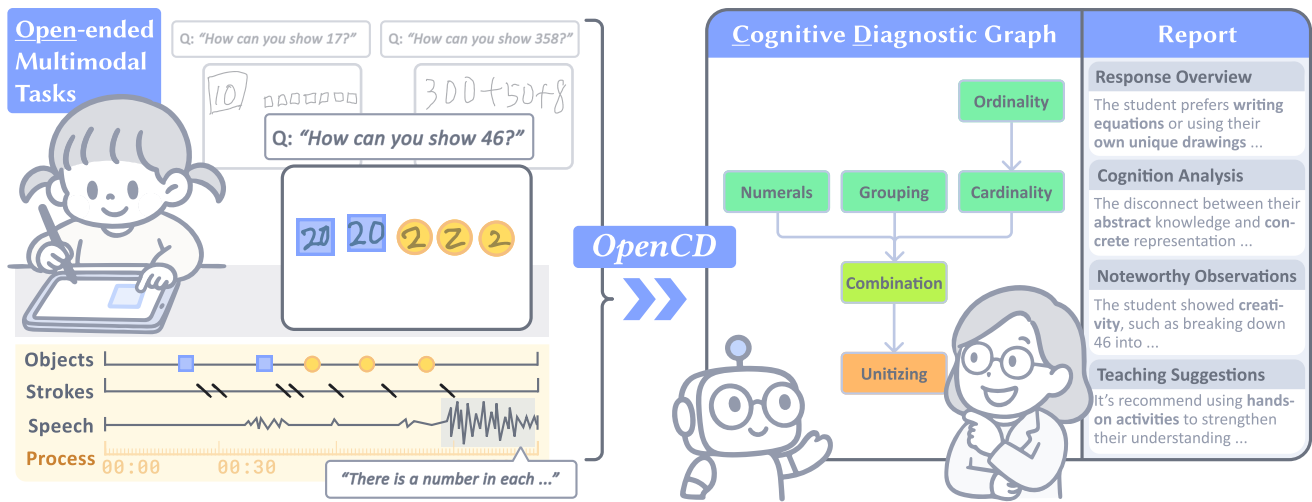 Open-ended
Multimodal
Tasks
Q: “How can you show 17?”
Q: “How can you show 358?”
10
300+50+8
Q: “How can you show 46?”
20 20 2 2 2
Objects
Strokes
Speech
Process
00:00 00:30
“There is a number in each ...”
OpenCD
Cognitive Diagnostic Graph
Ordinality
Numerals Grouping Cardinality
Combination
Unitizing
Report
Response Overview
The student prefers writing
equations or using their
own unique drawings ...
Cognition Analysis
The disconnect between their
abstract knowledge and con-
crete representation ...
Noteworthy Observations
The student showed creati-
vity, such as breaking down
46 into ...
Teaching Suggestions
It’s recommend using hands-
on activities to strengthen
their understanding ...